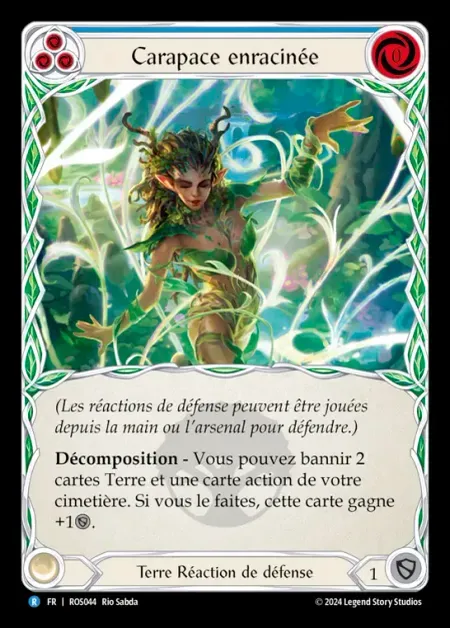 Carapace enracinée
0
(Les réactions de défense peuvent être jouées
depuis la main ou l'arsenal pour défendre.)
Décomposition - Vous pouvez bannir 2
cartes Terre et une carte action de votre
cimetière. Si vous le faites, cette carte gagne
+1.
Terre Réaction de défense
1
R FR | ROS044 Rio Sabda
© 2024 Legend Story Studios